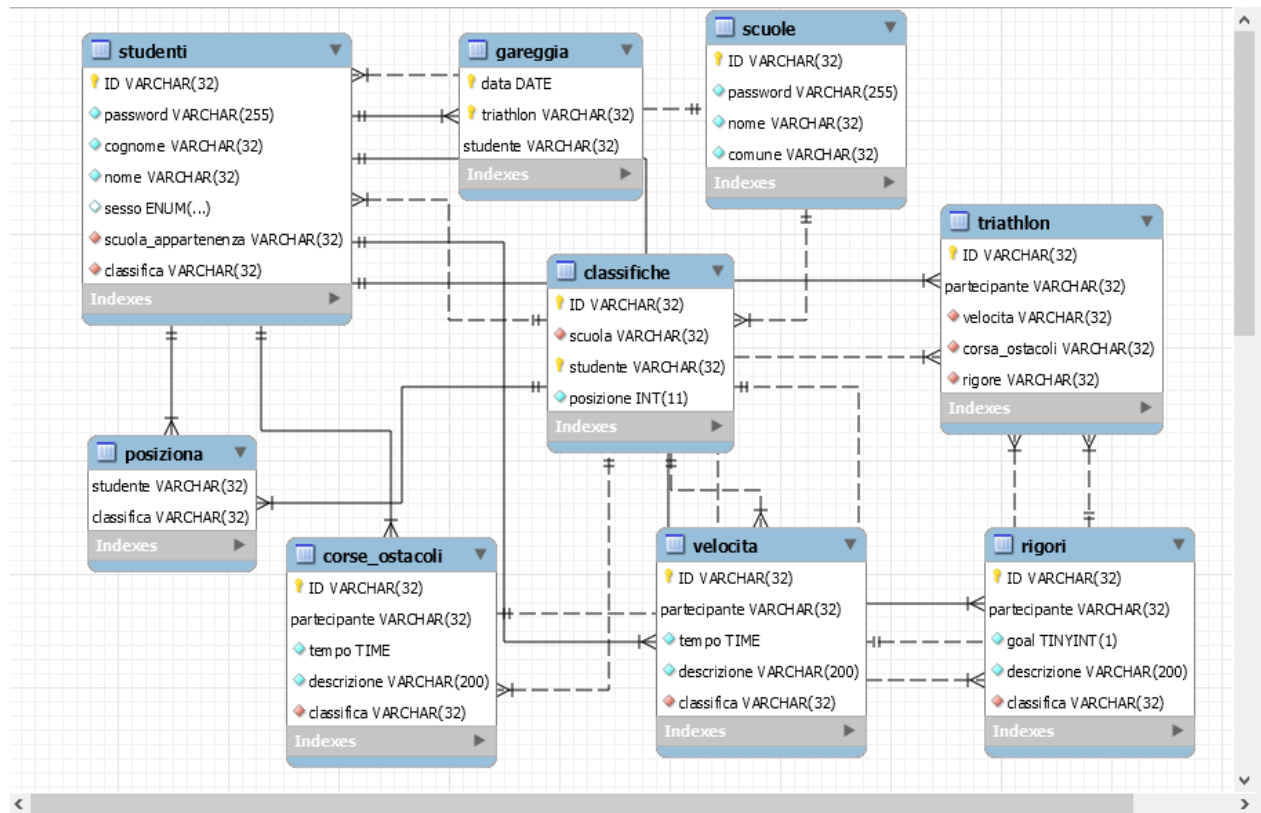 studenti
ID VARCHAR(32)
password VARCHAR(255)
cognome VARCHAR(32)
nome VARCHAR(32)
sesso ENUM(...)
scuola_appartenenza VARCHAR(32)
classifica VARCHAR(32)
Indexes
gareggia
data DATE
triathlon VARCHAR(32)
studente VARCHAR(32)
Indexes
scuole
ID VARCHAR(32)
password VARCHAR(255)
nome VARCHAR(32)
comune VARCHAR(32)
Indexes
classifiche
ID VARCHAR(32)
scuola VARCHAR(32)
studente VARCHAR(32)
posizione INT(11)
Indexes
triathlon
ID VARCHAR(32)
partecipante VARCHAR(32)
velocita VARCHAR(32)
corsa_ostacoli VARCHAR(32)
rigore VARCHAR(32)
Indexes
posiziona
studente VARCHAR(32)
classifica VARCHAR(32)
Indexes
corse_ostacoli
ID VARCHAR(32)
partecipante VARCHAR(32)
tempo TIME
descrizione VARCHAR(200)
classifica VARCHAR(32)
Indexes
velocita
ID VARCHAR(32)
partecipante VARCHAR(32)
tempo TIME
descrizione VARCHAR(200)
classifica VARCHAR(32)
Indexes
rigori
ID VARCHAR(32)
partecipante VARCHAR(32)
goal TINYINT(1)
descrizione VARCHAR(200)
classifica VARCHAR(32)
Indexes